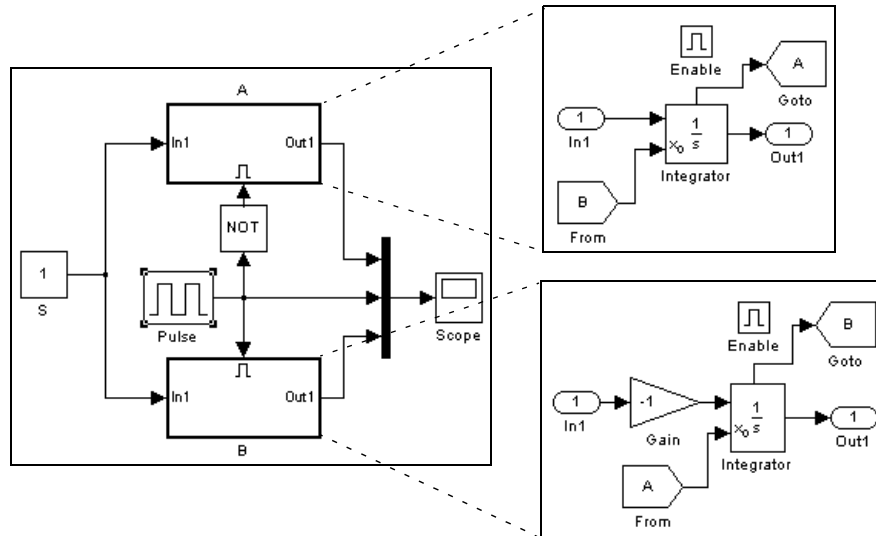 A
In1
Out1
NOT
1
S
Pulse
Scope
In1
Out1
B
Enable
A
Goto
1
In1
x0
1
s
1
Out1
Integrator
B
From
Enable
B
Goto
1
In1
-1
Gain
x0
1
s
1
Out1
Integrator
A
From